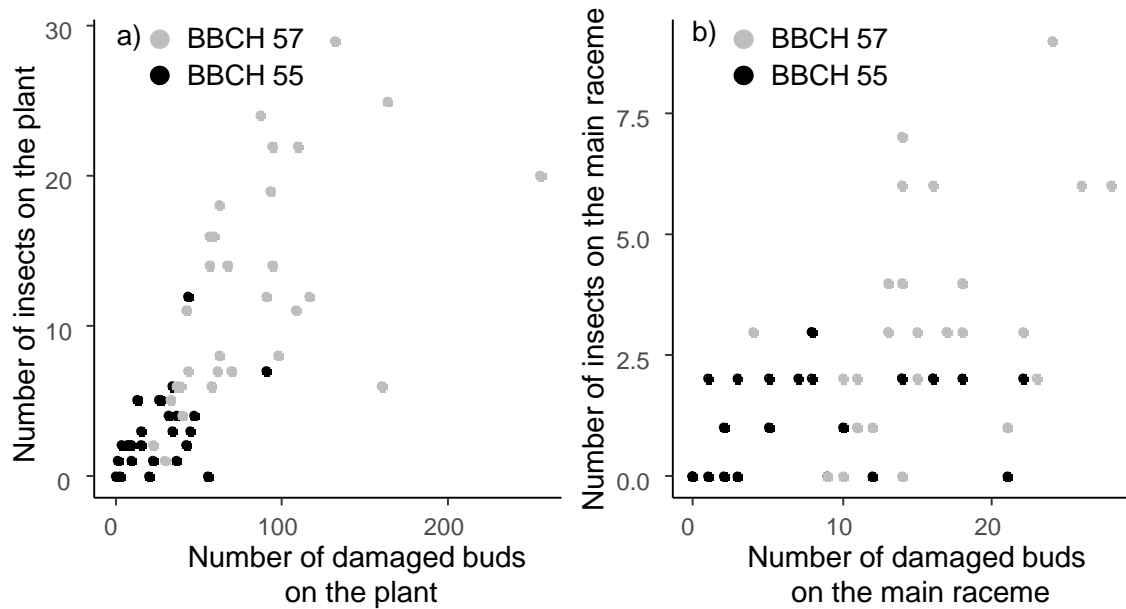 a)
BBCH 57
BBCH 55
Number of insects on the plant
30
20
10
0
0
100
200
Number of damaged buds
on the plant
b)
BBCH 57
BBCH 55
Number of insects on the main raceme
7.5
5.0
2.5
0.0
0
10
20
Number of damaged buds
on the main raceme